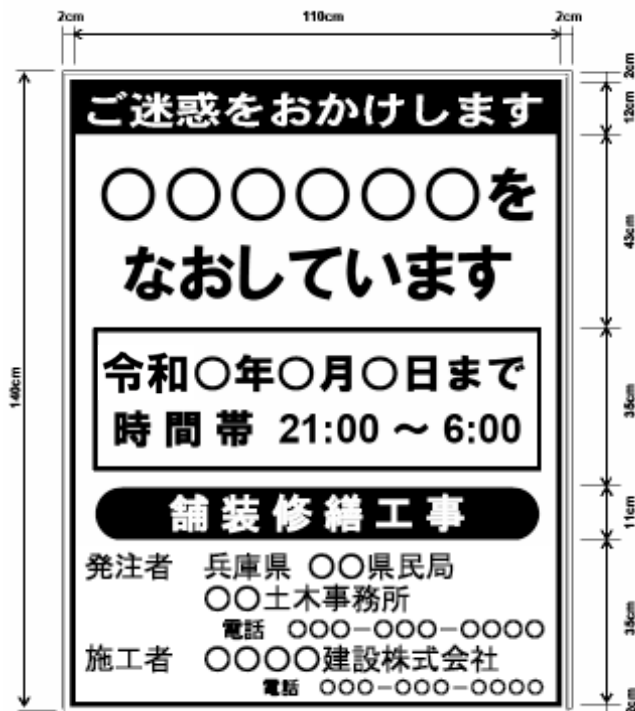 2cm 110cm 2cm
2cm
ご迷惑をおかけします
12cm
○○○○○○を
なおしています
43cm
140cm
令和○年○月○日まで
時間帯 21:00 ～ 6:00
35cm
舗装修繕工事
11cm
発注者 兵庫県 ○○県民局
○○土木事務所
電話 ○○○－○○○－○○○○
35cm
施工者 ○○○○建設株式会社
電話 ○○○－○○○－○○○○
2cm